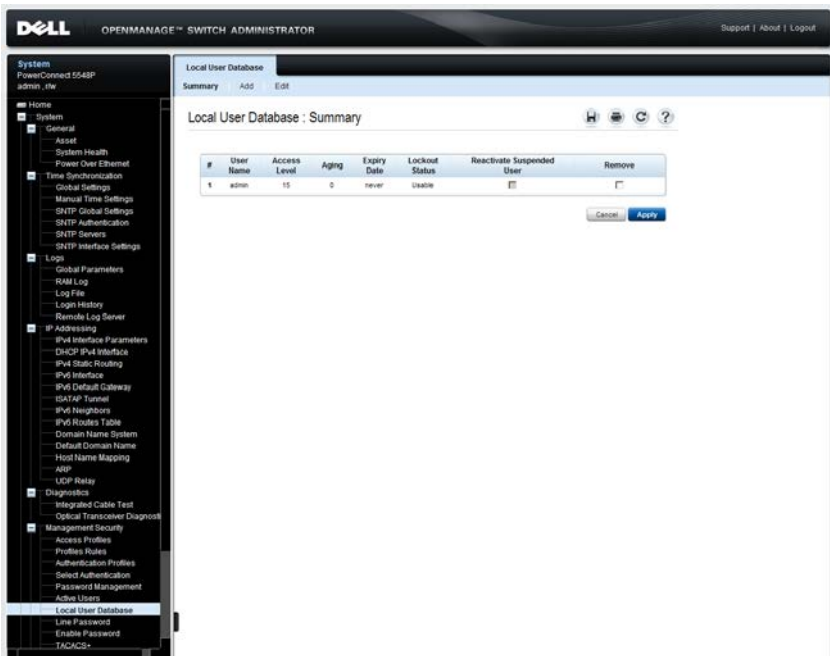 DELL OPENMANAGE™ SWITCH ADMINISTRATOR
Support | About | Logout
System
PowerConnect 5548P
admin , r/w
Home
System
General
Asset
System Health
Power Over Ethernet
Time Synchronization
Global Settings
Manual Time Settings
SNTP Global Settings
SNTP Authentication
SNTP Servers
SNTP Interface Settings
Logs
Global Parameters
RAM Log
Log File
Login History
Remote Log Server
IP Addressing
IPv4 Interface Parameters
DHCP IPv4 Interface
IPv4 Static Routing
IPv6 Interface
IPv6 Default Gateway
ISATAP Tunnel
IPv6 Neighbors
IPv6 Routes Table
Domain Name System
Default Domain Name
Host Name Mapping
ARP
UDP Relay
Diagnostics
Integrated Cable Test
Optical Transceiver Diagnosti
Management Security
Access Profiles
Profiles Rules
Authentication Profiles
Select Authentication
Password Management
Active Users
Local User Database
Line Password
Enable Password
TACACS+
Local User Database
Summary Add Edit
Local User Database : Summary
# User Name Access Level Aging Expiry Date Lockout Status Reactivate Suspended User Remove
1 admin 15 0 never Usable
Cancel Apply